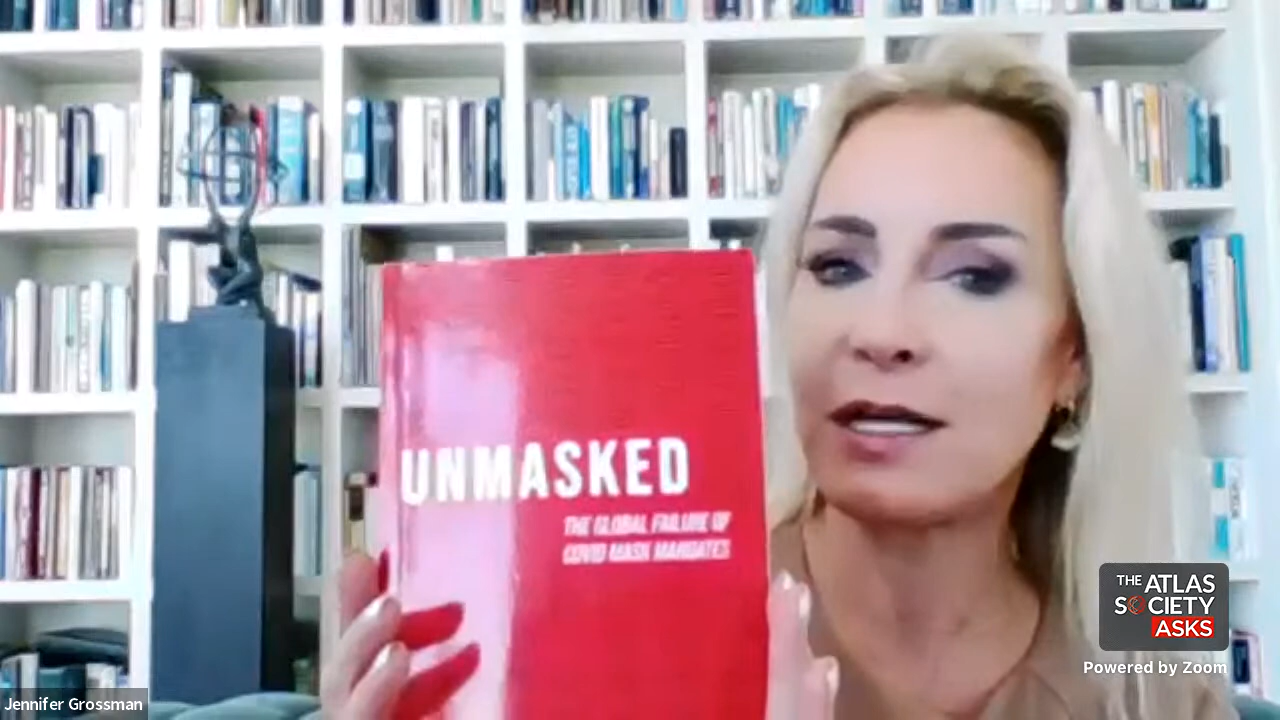 UNMASKED
THE GLOBAL FAILURE OF
COVID MASK MANDATES
THE ATLAS
SOCIETY
ASKS
Powered by Zoom
Jennifer Grossman